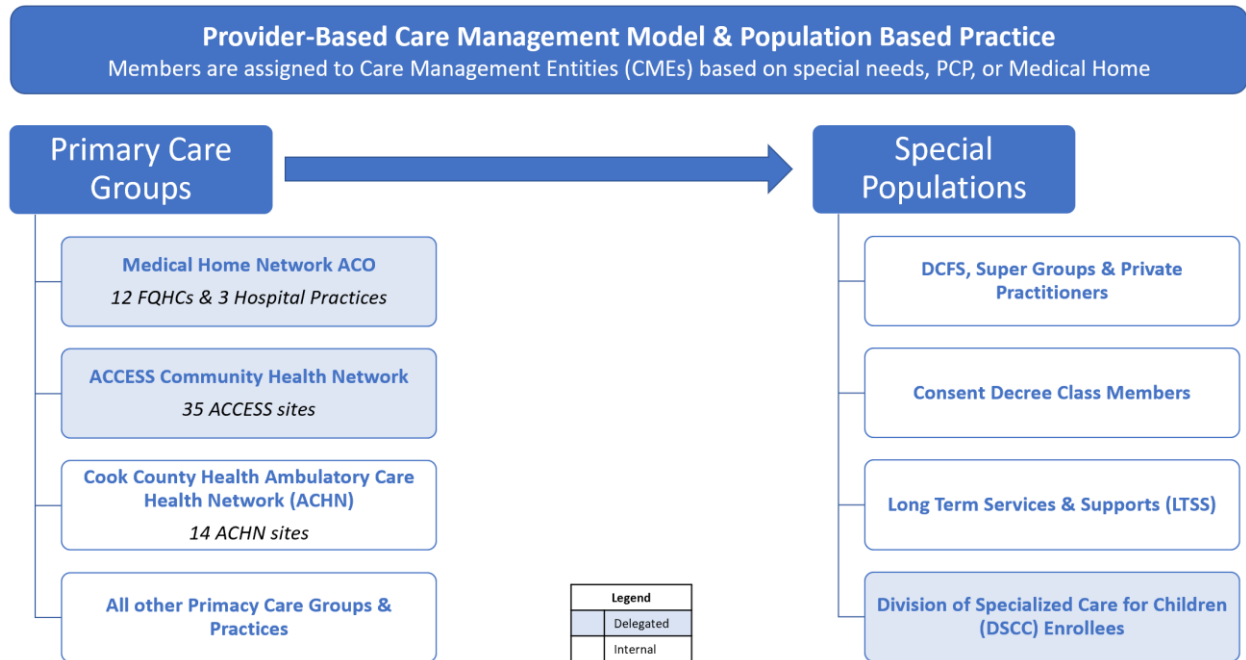 Provider-Based Care Management Model & Population Based Practice
Members are assigned to Care Management Entities (CMEs) based on special needs, PCP, or Medical Home
Primary Care
Groups
Medical Home Network ACO
12 FQHCs & 3 Hospital Practices
ACCESS Community Health Network
35 ACCESS sites
Cook County Health Ambulatory Care
Health Network (ACHN)
14 ACHN sites
All other Primacy Care Groups &
Practices
Special
Populations
DCFS, Super Groups & Private
Practitioners
Consent Decree Class Members
Long Term Services & Supports (LTSS)
Division of Specialized Care for Children
(DSCC) Enrollees
Legend
Delegated
Internal